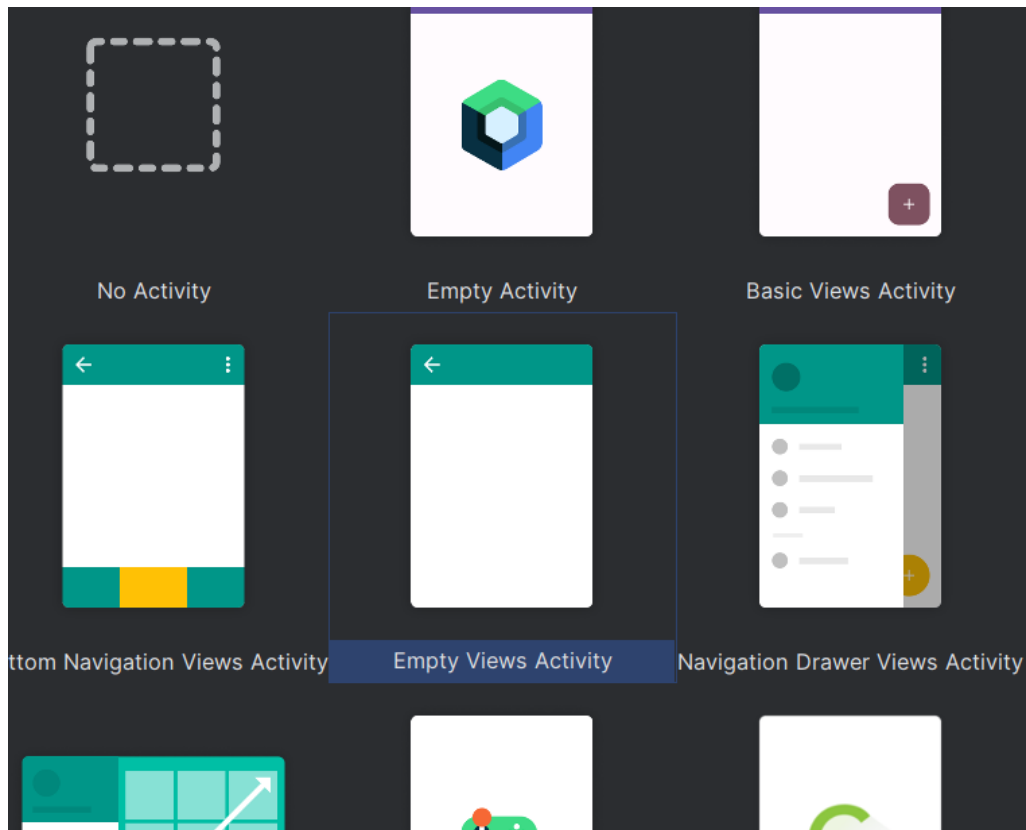 No Activity
Empty Activity
Basic Views Activity
ttom Navigation Views Activity
Empty Views Activity
Navigation Drawer Views Activity